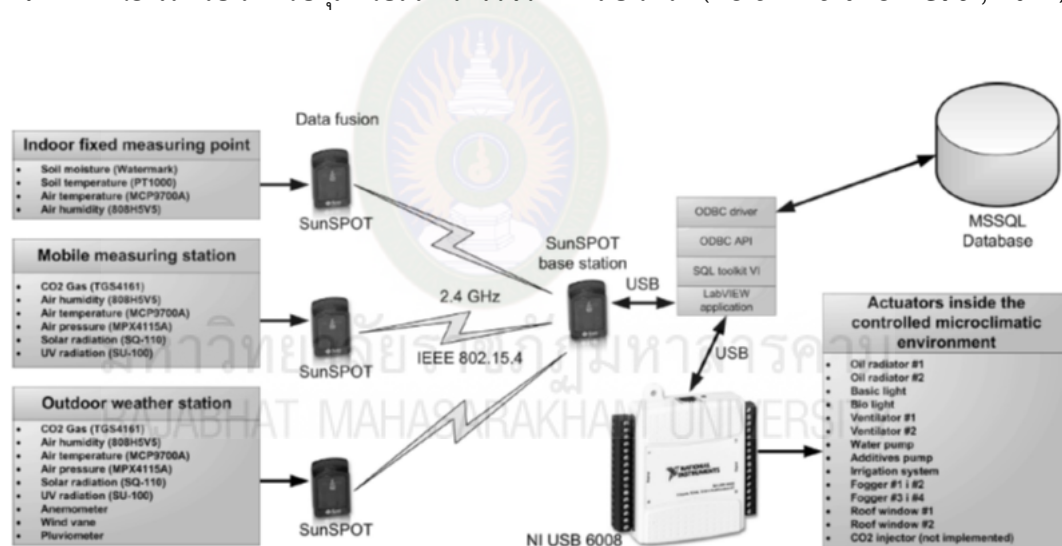 Data fusion
Indoor fixed measuring point
• Soil moisture (Watermark)
• Soil temperature (PT1000)
• Air temperature (MCP9700A)
• Air humidity (808H5V5)
SunSPOT
Mobile measuring station
• CO2 Gas (TGS4161)
• Air humidity (808H5V5)
• Air temperature (MCP9700A)
• Air pressure (MPX4115A)
• Solar radiation (SQ-110)
• UV radiation (SU-100)
SunSPOT
Outdoor weather station
• CO2 Gas (TGS4161)
• Air humidity (808H5V5)
• Air temperature (MCP9700A)
• Air pressure (MPX4115A)
• Solar radiation (SQ-110)
• UV radiation (SU-100)
• Anemometer
• Wind vane
• Pluviometer
SunSPOT
2.4 GHz
IEEE 802.15.4
SunSPOT
base station
USB
ODBC driver
ODBC API
SQL toolkit VI
LabVIEW
application
USB
MSSQL
Database
NATIONAL
INSTRUMENTS
NI USB 6008
Actuators inside the
controlled microclimatic
environment
• Oil radiator #1
• Oil radiator #2
• Basic light
• Bio light
• Ventilator #1
• Ventilator #2
• Water pump
• Additives pump
• Irrigation system
• Fogger #1 i #2
• Fogger #3 i #4
• Roof window #1
• Roof window #2
• CO2 injector (not implemented)
มหาวิทยาลัยราชภัฏมหาสารคาม
RAJABHAT MAHASARAKHAM UNIVERSI